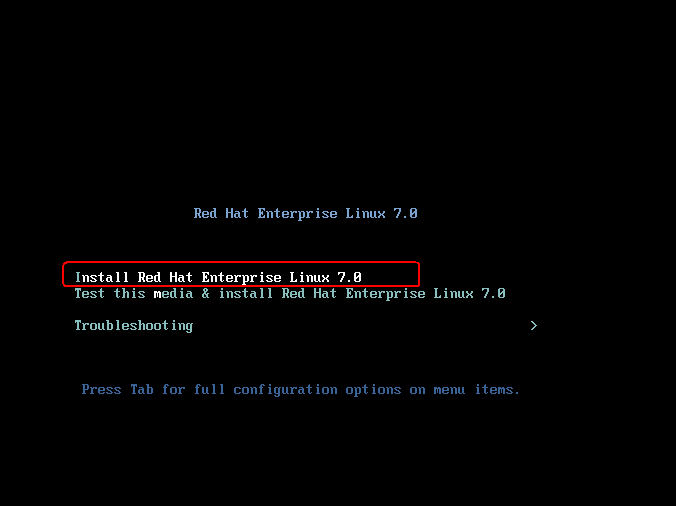 Red Hat Enterprise Linux 7.0
Install Red Hat Enterprise Linux 7.0
Test this media & install Red Hat Enterprise Linux 7.0
Troubleshooting >
Press Tab for full configuration options on menu items.